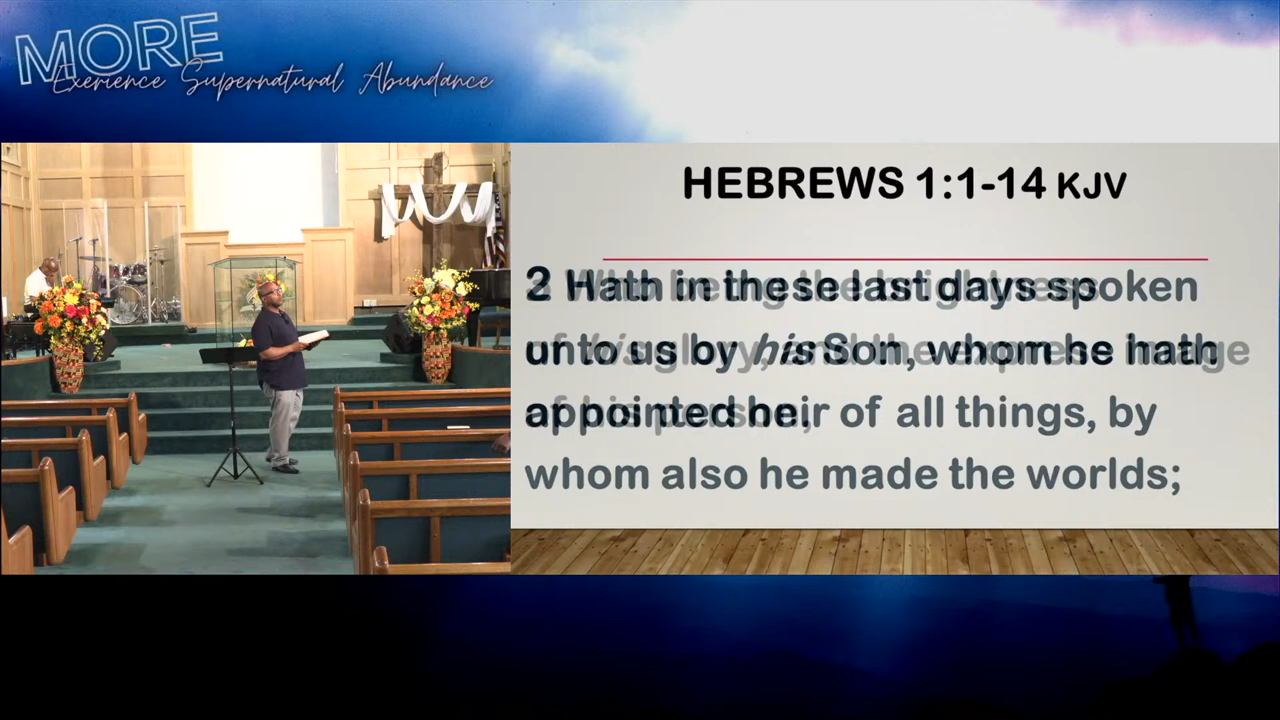 MORE
Exerience Supernatural Abundance
HEBREWS 1:1-14 KJV
2 Hath in these last days spoken
unto us by his Son, whom he hath
appointed heir of all things, by
whom also he made the worlds;